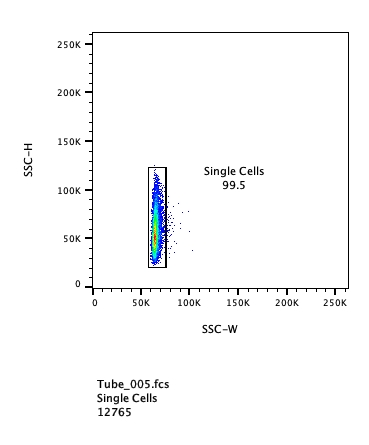 250K
200K
150K
100K
50K
0
SSC-H
Single Cells
99.5
0 50K 100K 150K 200K 250K
SSC-W
Tube_005.fcs
Single Cells
12765